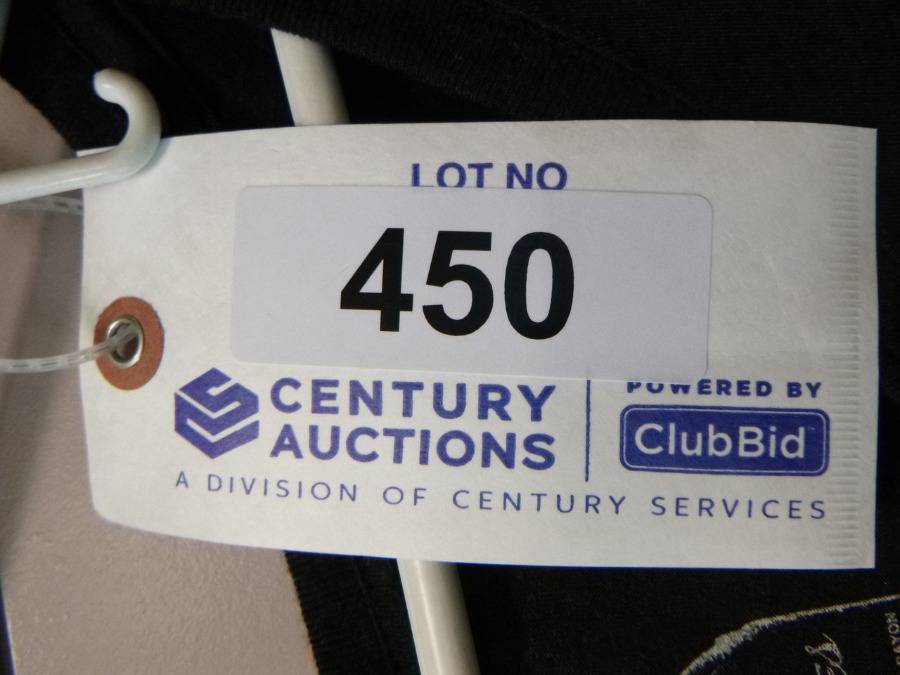 LOT NO
450
CENTURY
AUCTIONS
POWERED BY
ClubBid
A DIVISION OF CENTURY SERVICES